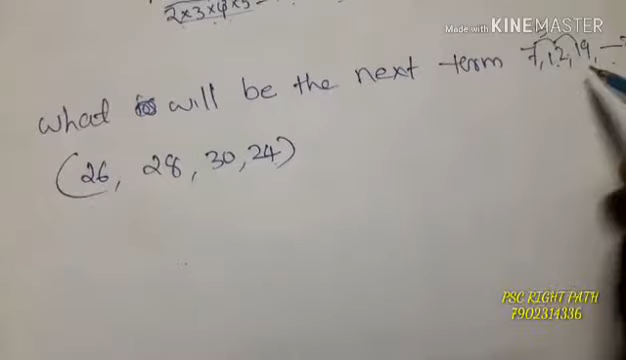 2×3×4×5
Made with KINEMASTER
What will be the next term 7,12,19,—?
(26, 28, 30, 24)
PSC RIGHT PATH
7902314336